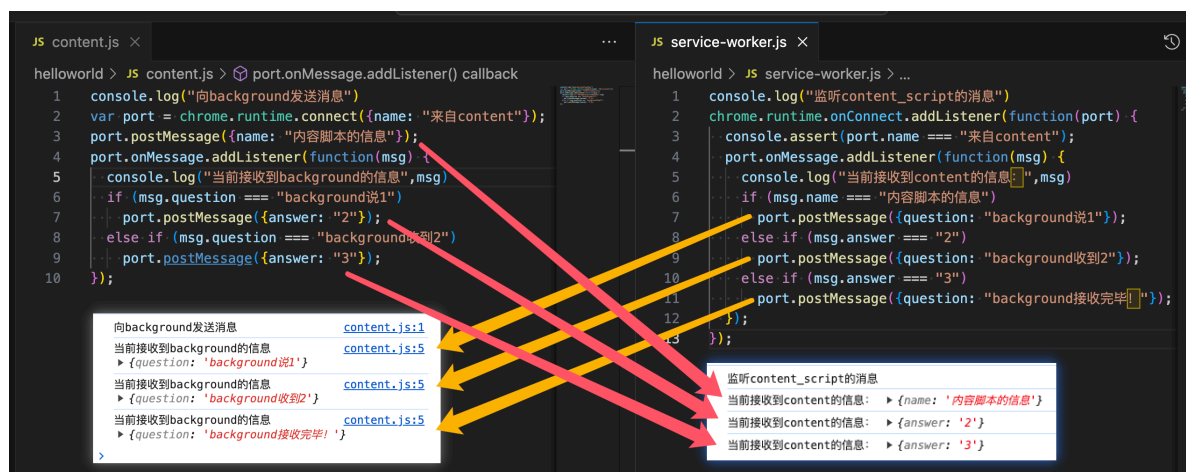 JS content.js ×
helloworld > JS content.js > port.onMessage.addListener() callback
1 console.log("向background发送消息")
2 var port = chrome.runtime.connect({name: "来自content"});
3 port.postMessage({name: "内容脚本的信息"});
4 port.onMessage.addListener(function(msg) {
5 console.log("当前接收到background的信息",msg)
6 if (msg.question === "background说1")
7 port.postMessage({answer: "2"});
8 else if (msg.question === "background收到2")
9 port.postMessage({answer: "3"});
10 });
向background发送消息 content.js:1
当前接收到background的信息 content.js:5
{question: 'background说1'}
当前接收到background的信息 content.js:5
{question: 'background收到2'}
当前接收到background的信息 content.js:5
{question: 'background接收完毕！'}
JS service-worker.js ×
helloworld > JS service-worker.js > ...
1 console.log("监听content_script的消息")
2 chrome.runtime.onConnect.addListener(function(port) {
3 console.assert(port.name === "来自content");
4 port.onMessage.addListener(function(msg) {
5 console.log("当前接收到content的信息：",msg)
6 if (msg.name === "内容脚本的信息")
7 port.postMessage({question: "background说1"});
8 else if (msg.answer === "2")
9 port.postMessage({question: "background收到2"});
10 else if (msg.answer === "3")
11 port.postMessage({question: "background接收完毕！"});
12 });
13 });
监听content_script的消息
当前接收到content的信息： {name: '内容脚本的信息'}
当前接收到content的信息： {answer: '2'}
当前接收到content的信息： {answer: '3'}